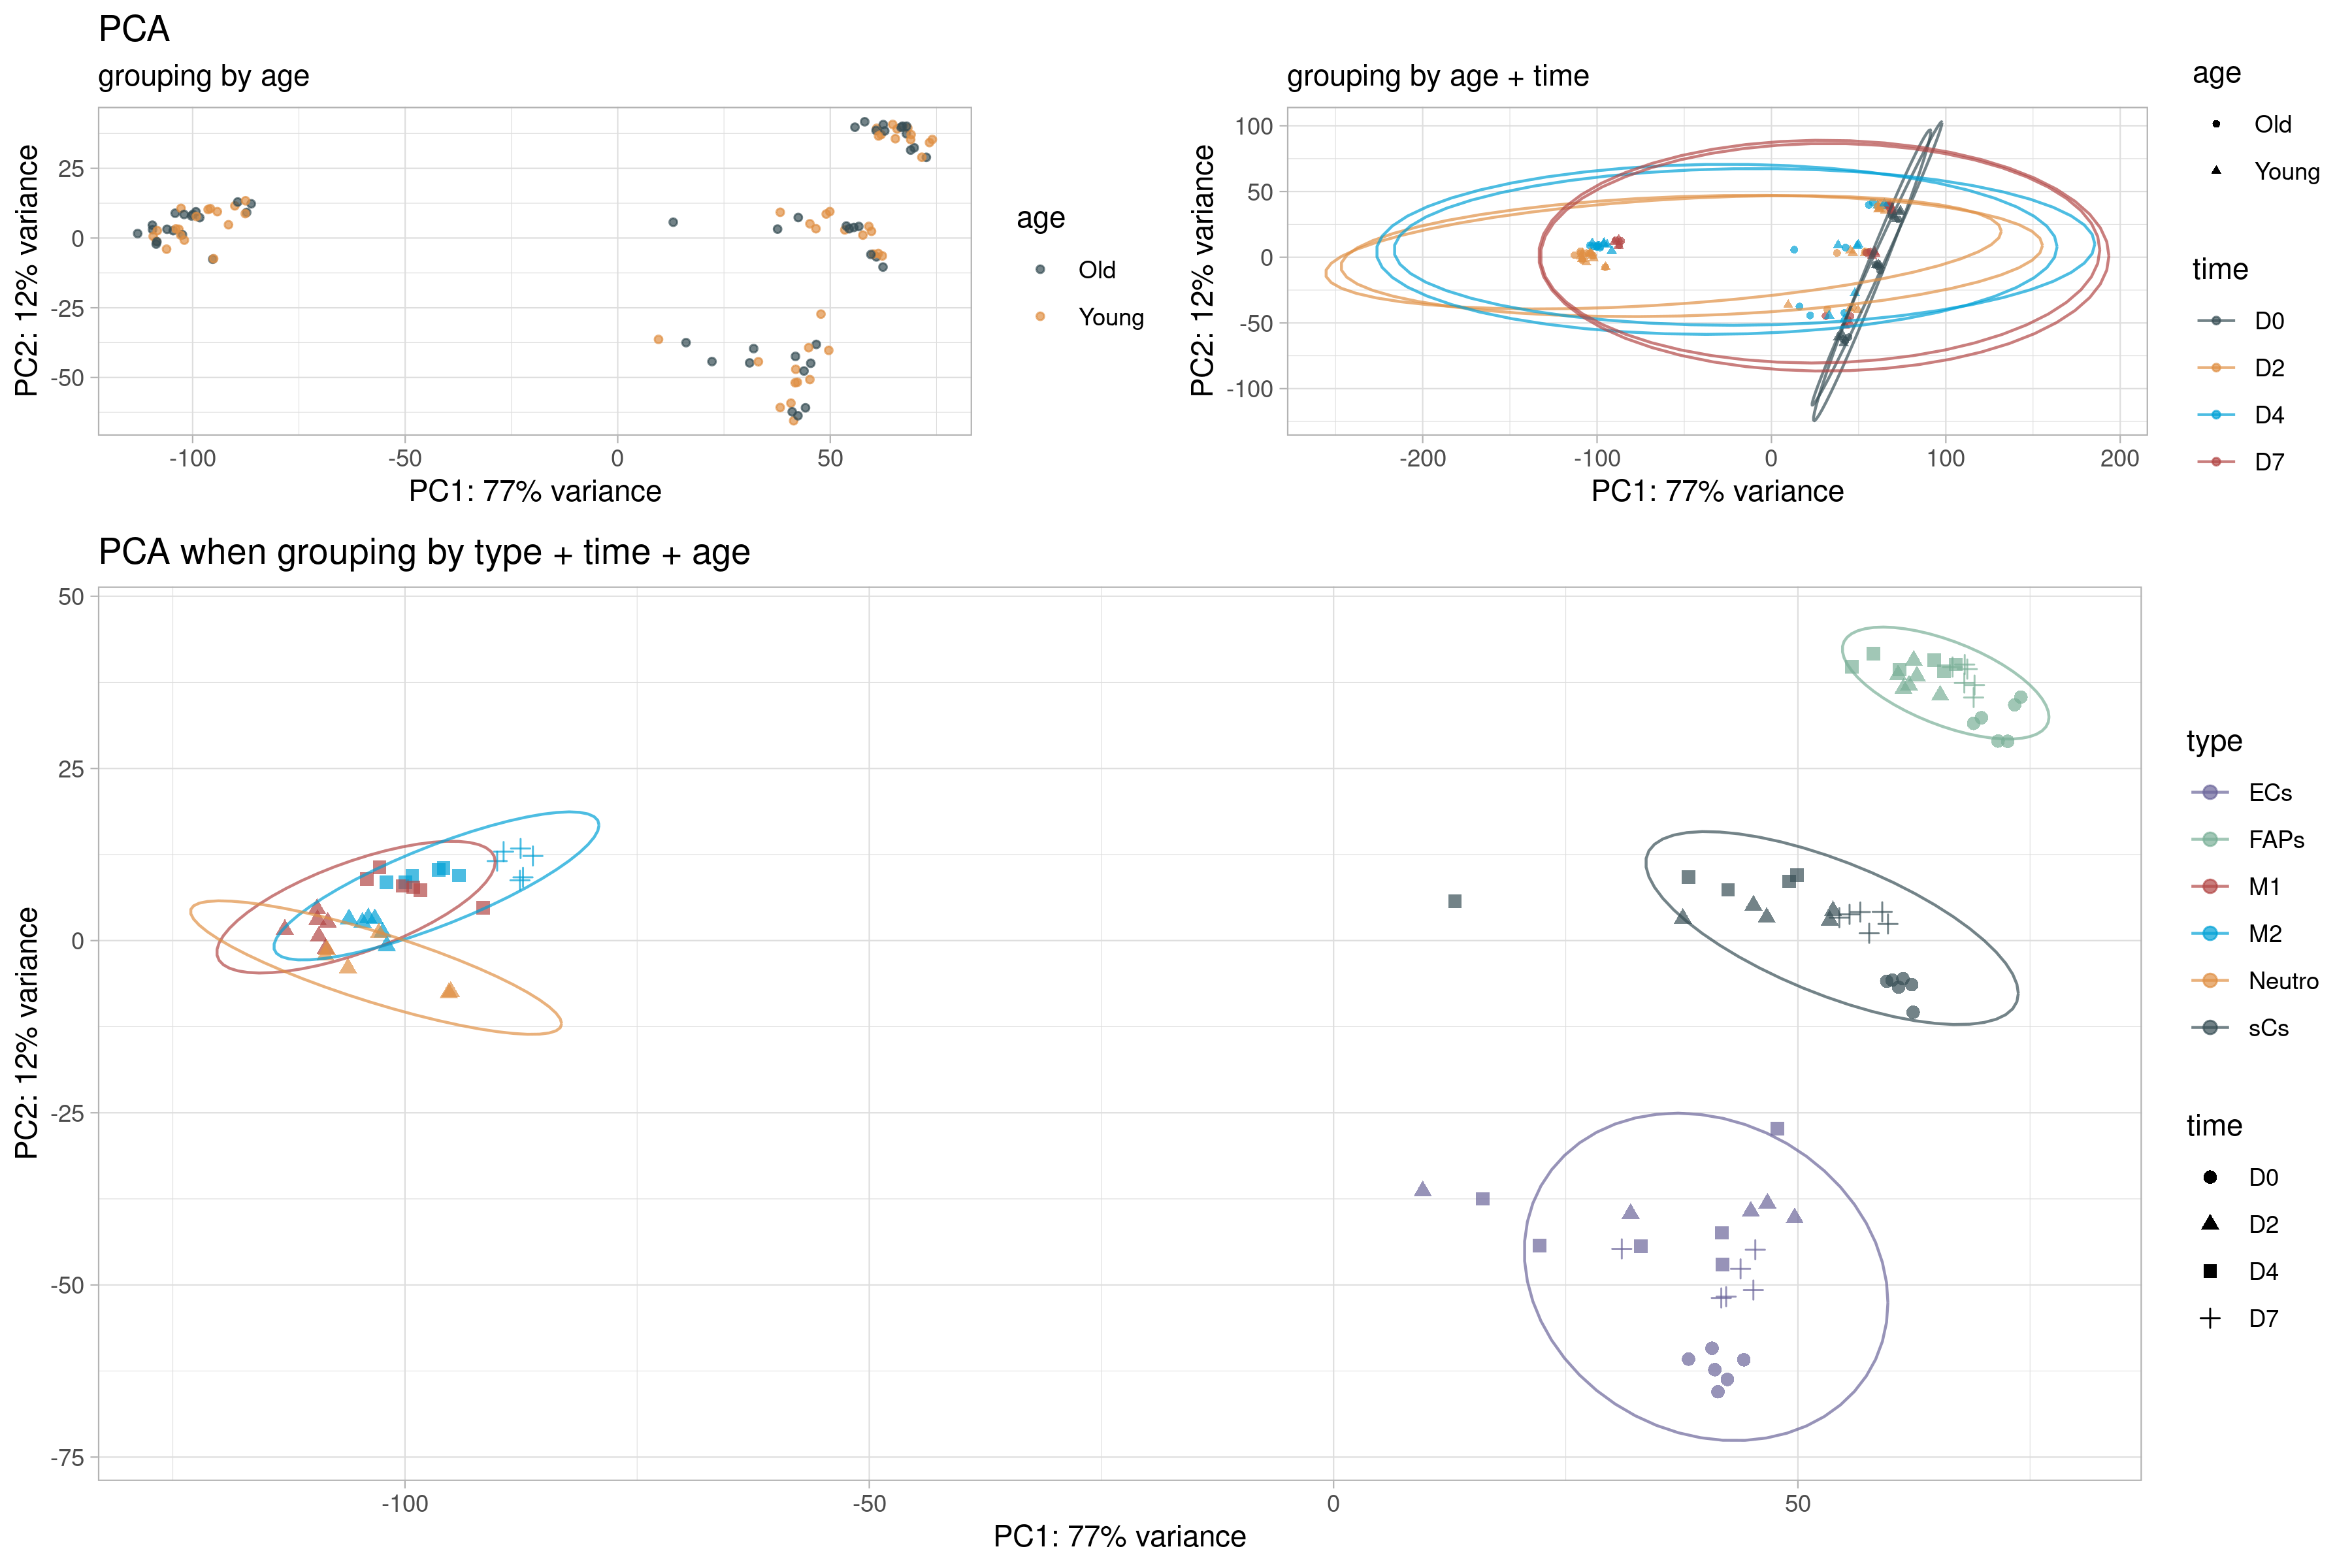 PCA
grouping by age
PC2: 12% variance
25
0
-25
-50
-100
-50
0
50
PC1: 77% variance
age
Old
Young
grouping by age + time
PC2: 12% variance
100
50
0
-50
-100
-200
-100
0
100
200
PC1: 77% variance
age
Old
Young
time
D0
D2
D4
D7
PCA when grouping by type + time + age
PC2: 12% variance
50
25
0
-25
-50
-75
-100
-50
0
50
PC1: 77% variance
type
ECs
FAPs
M1
M2
Neutro
sCs
time
D0
D2
D4
D7